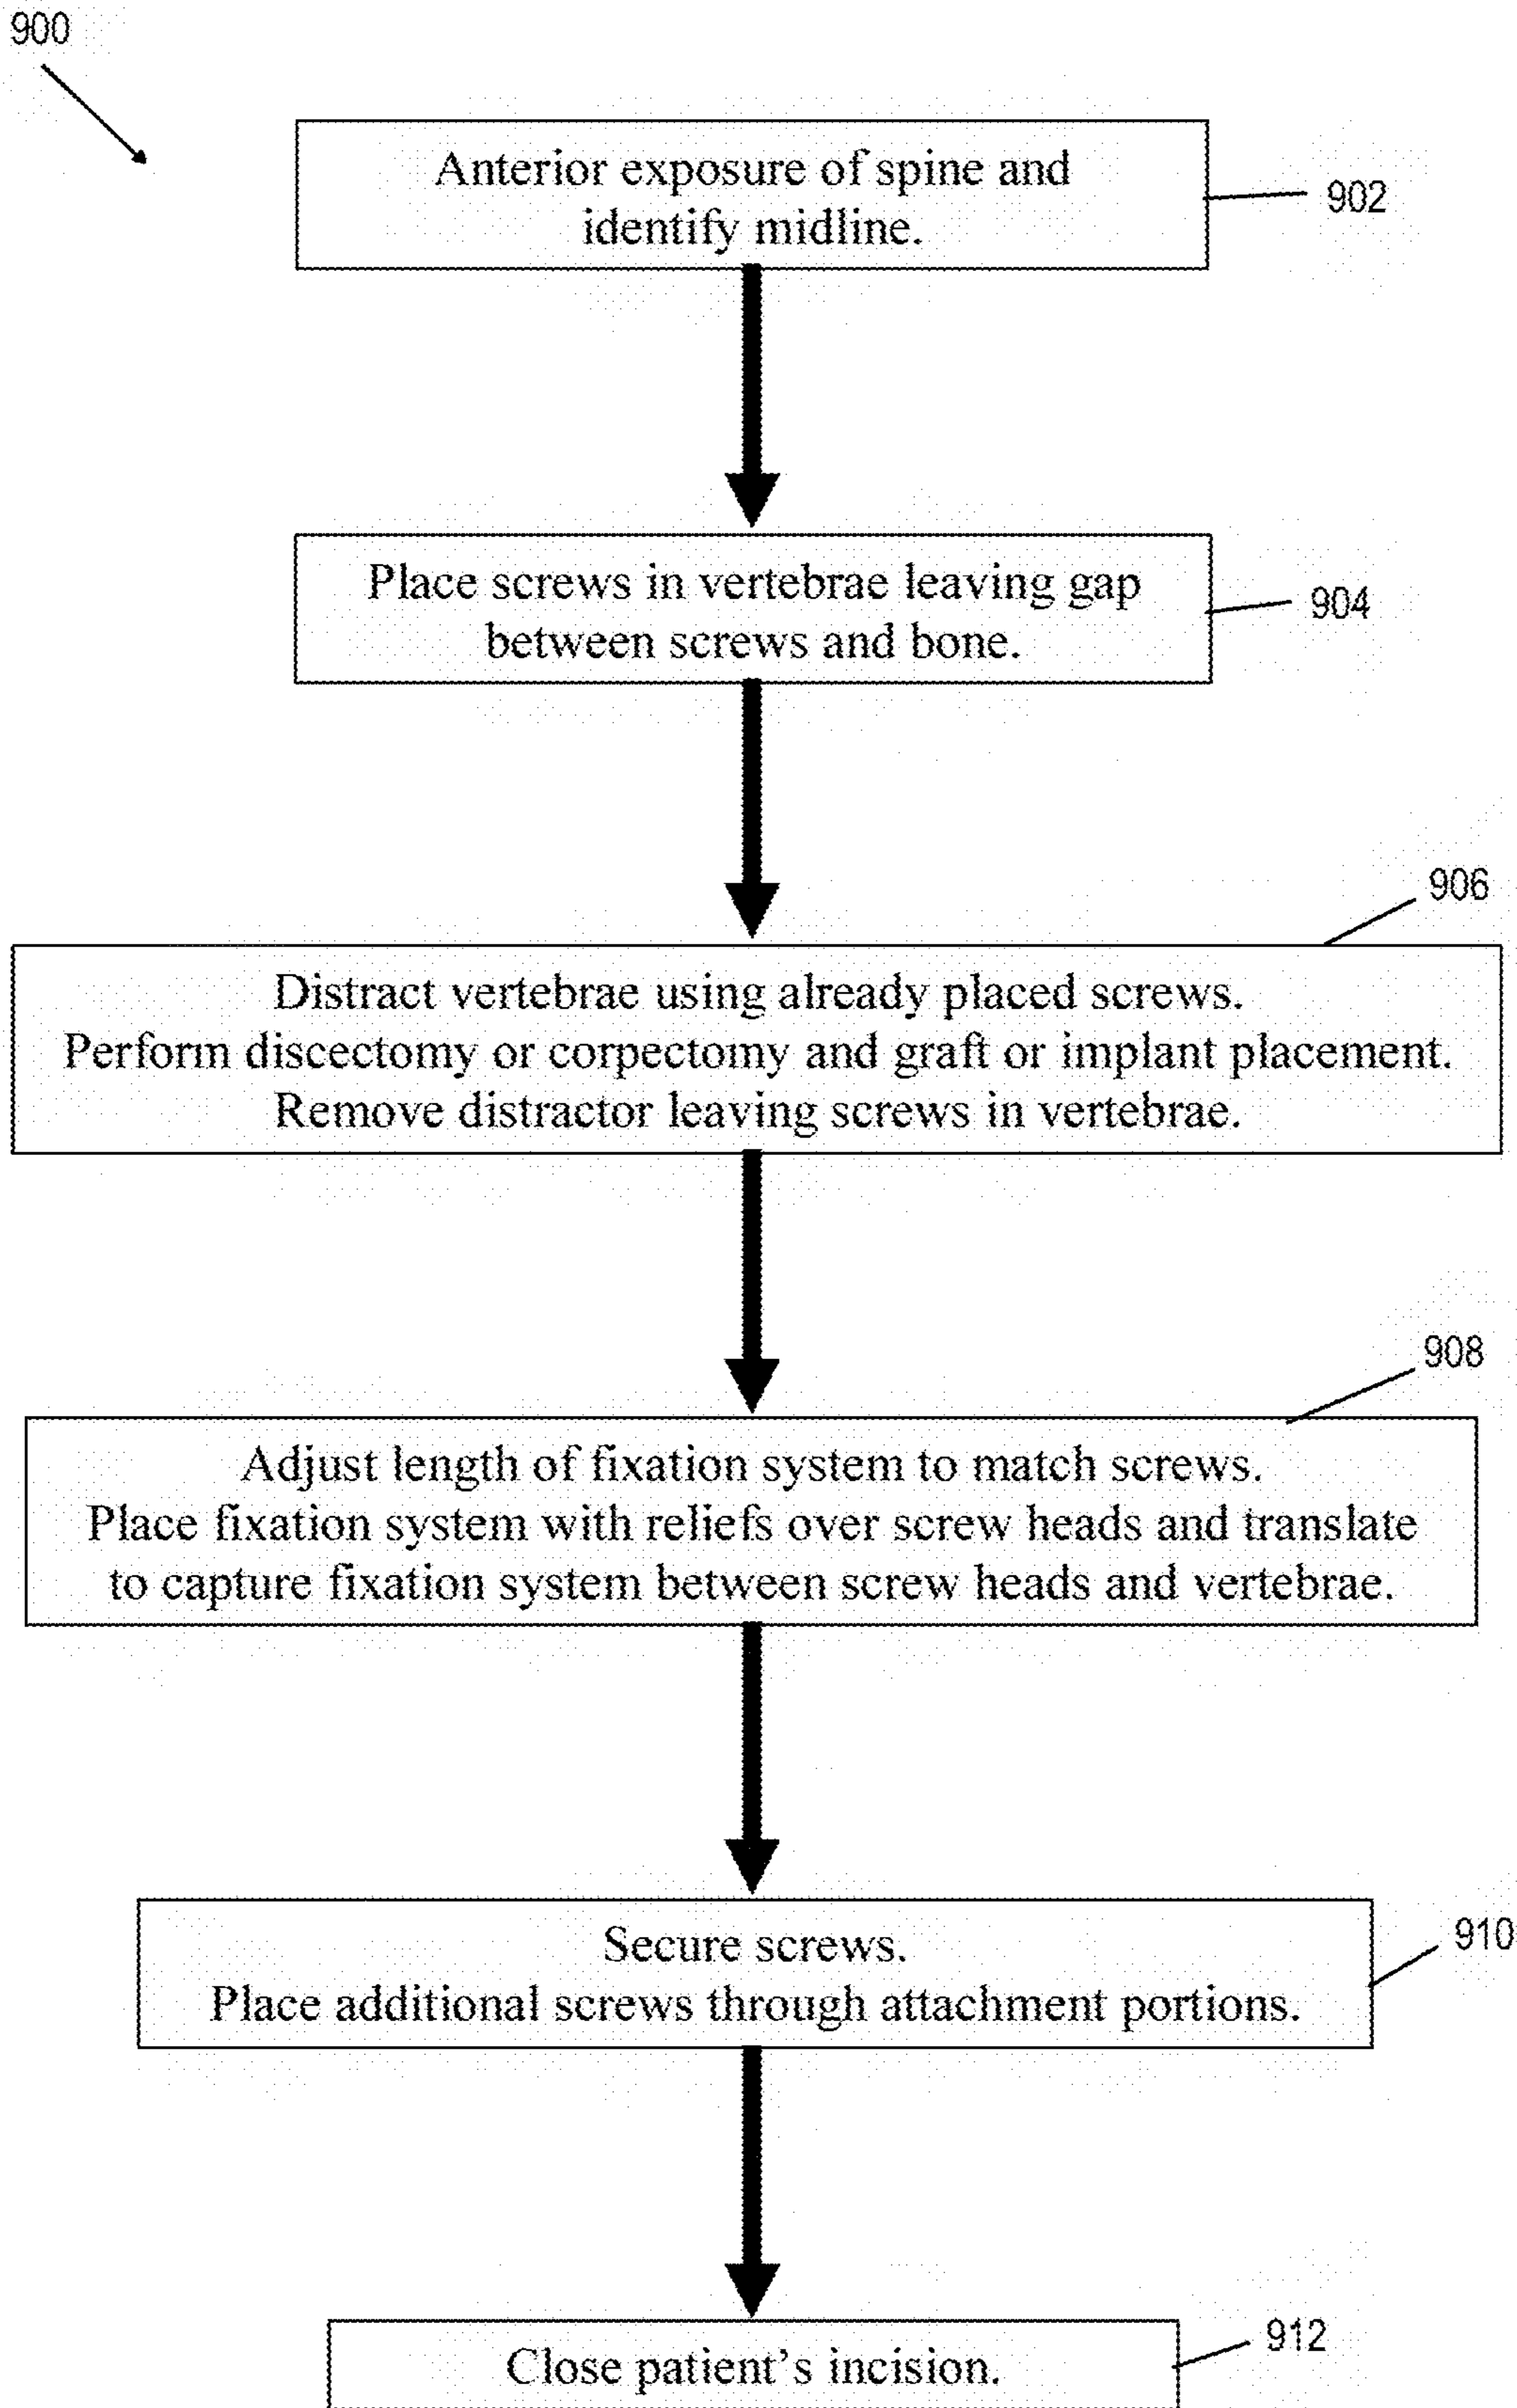 900
Anterior exposure of spine and
identify midline.
902
Place screws in vertebrae leaving gap
between screws and bone.
904
906
Distract vertebrae using already placed screws.
Perform discectomy or corpectomy and graft or implant placement.
Remove distractor leaving screws in vertebrae.
908
Adjust length of fixation system to match screws.
Place fixation system with reliefs over screw heads and translate
to capture fixation system between screw heads and vertebrae.
Secure screws.
Place additional screws through attachment portions.
910
Close patient's incision.
912